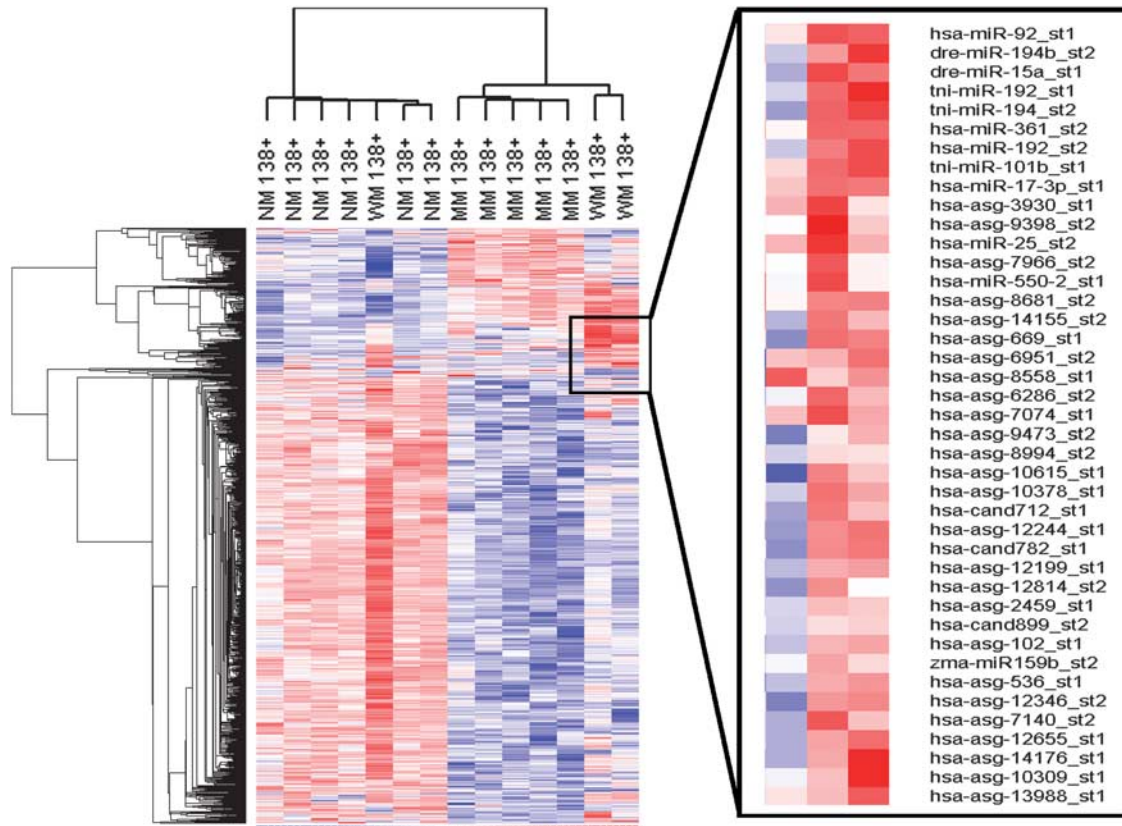 NM 138+
NM 138+
NM 138+
NM 138+
WM 138+
NM 138+
NM 138+
MM 138+
MM 138+
MM 138+
MM 138+
MM 138+
WM 138+
WM 138+
hsa-miR-92_st1
dre-miR-194b_st2
dre-miR-15a_st1
tni-miR-192_st1
tni-miR-194_st2
hsa-miR-361_st2
hsa-miR-192_st2
tni-miR-101b_st1
hsa-miR-17-3p_st1
hsa-asg-3930_st1
hsa-asg-9398_st2
hsa-miR-25_st2
hsa-asg-7966_st2
hsa-miR-550-2_st1
hsa-asg-8681_st2
hsa-asg-14155_st2
hsa-asg-669_st1
hsa-asg-6951_st2
hsa-asg-8558_st1
hsa-asg-6286_st2
hsa-asg-7074_st1
hsa-asg-9473_st2
hsa-asg-8994_st2
hsa-asg-10615_st1
hsa-asg-10378_st1
hsa-cand712_st1
hsa-asg-12244_st1
hsa-cand782_st1
hsa-asg-12199_st1
hsa-asg-12814_st2
hsa-asg-2459_st1
hsa-cand899_st2
hsa-asg-102_st1
zma-miR159b_st2
hsa-asg-536_st1
hsa-asg-12346_st2
hsa-asg-7140_st2
hsa-asg-12655_st1
hsa-asg-14176_st1
hsa-asg-10309_st1
hsa-asg-13988_st1